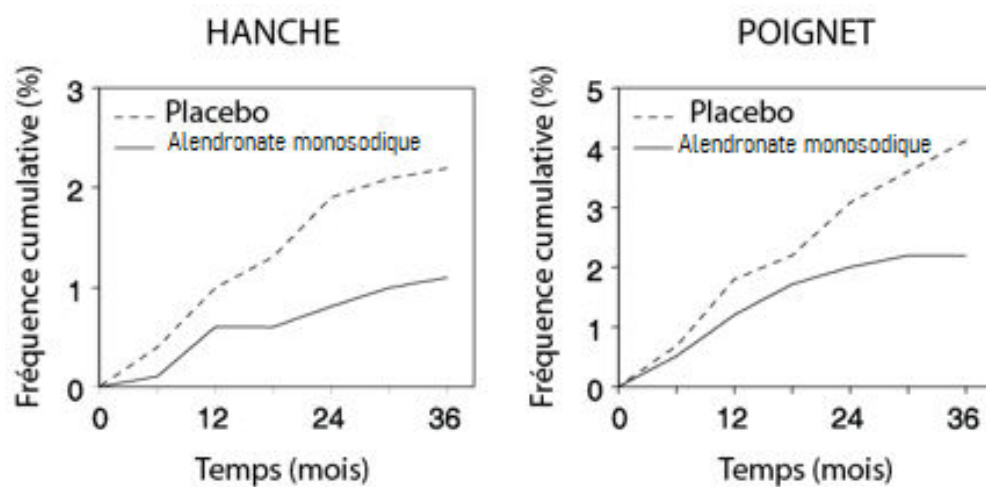 HANCHE
Fréquence cumulative (%)
3
2
1
0
Placebo
Alendronate monosodique
0 12 24 36
Temps (mois)
POIGNET
Fréquence cumulative (%)
5
4
3
2
1
0
Placebo
Alendronate monosodique
0 12 24 36
Temps (mois)